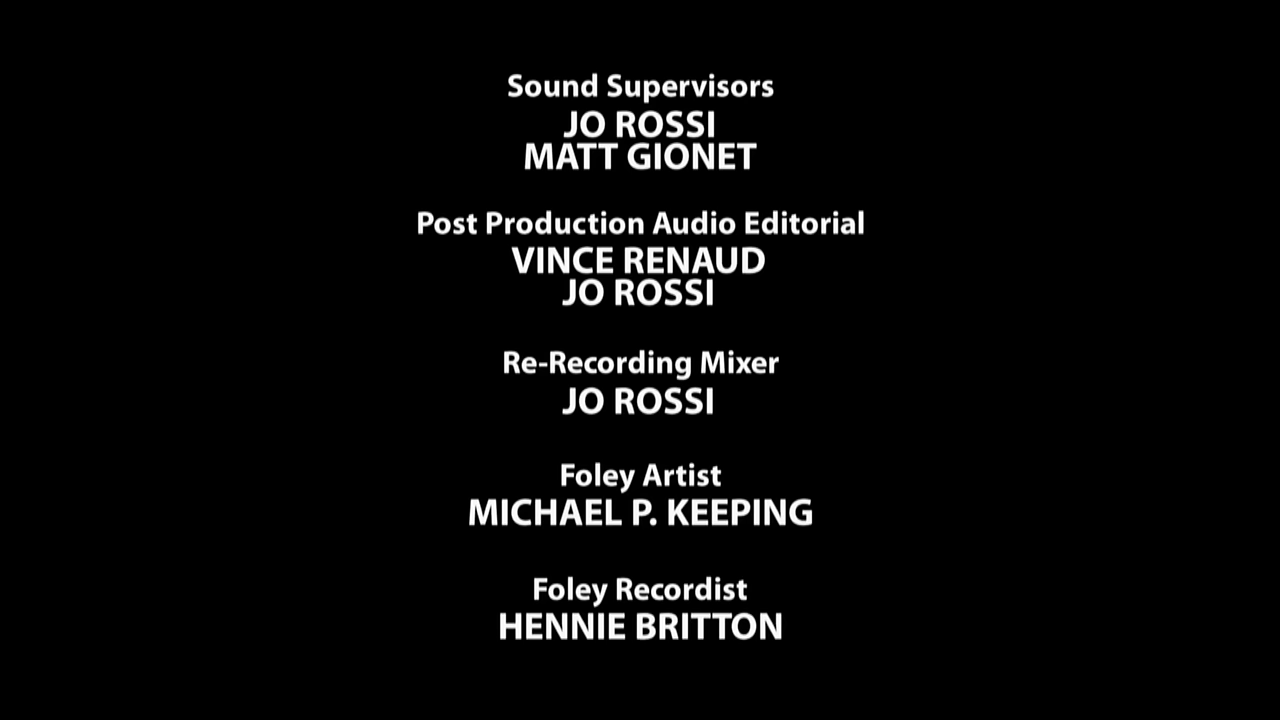 Sound Supervisors
JO ROSSI
MATT GIONET
Post Production Audio Editorial
VINCE RENAUD
JO ROSSI
Re-Recording Mixer
JO ROSSI
Foley Artist
MICHAEL P. KEEPING
Foley Recordist
HENNIE BRITTON